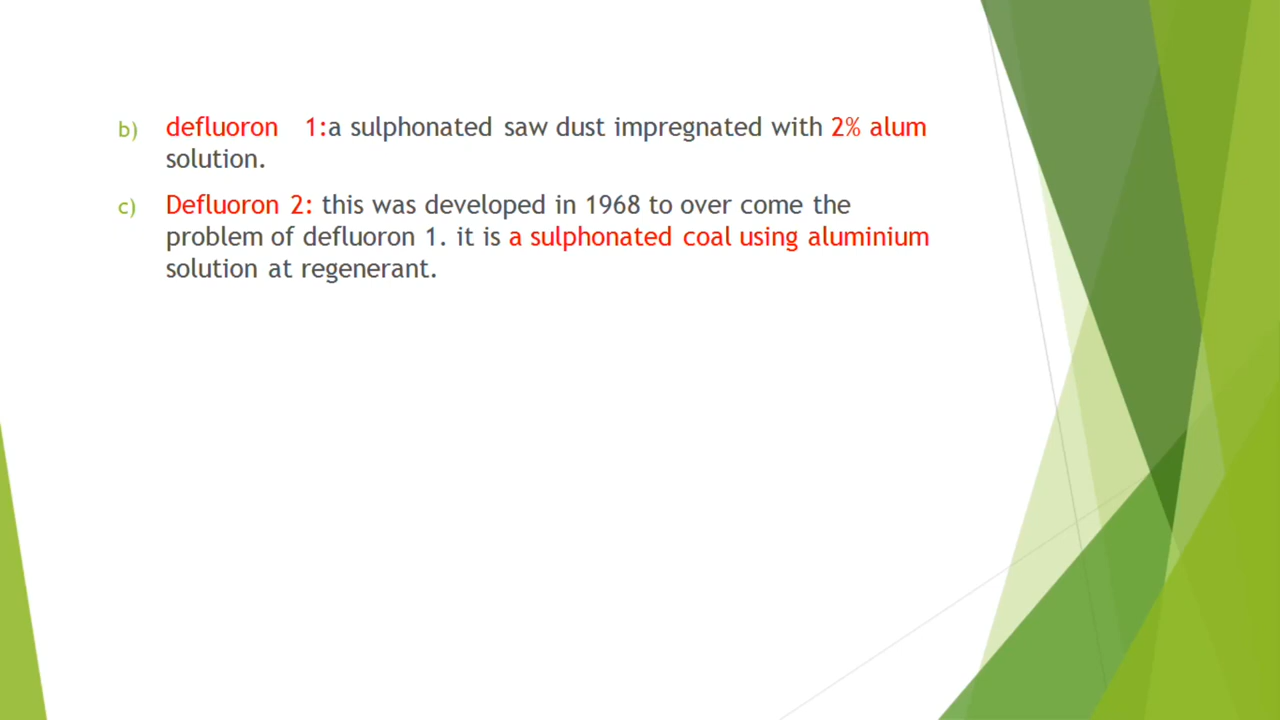 b) defluoron 1:a sulphonated saw dust impregnated with 2% alum
solution.
c) Defluoron 2: this was developed in 1968 to over come the
problem of defluoron 1. it is a sulphonated coal using aluminium
solution at regenerant.